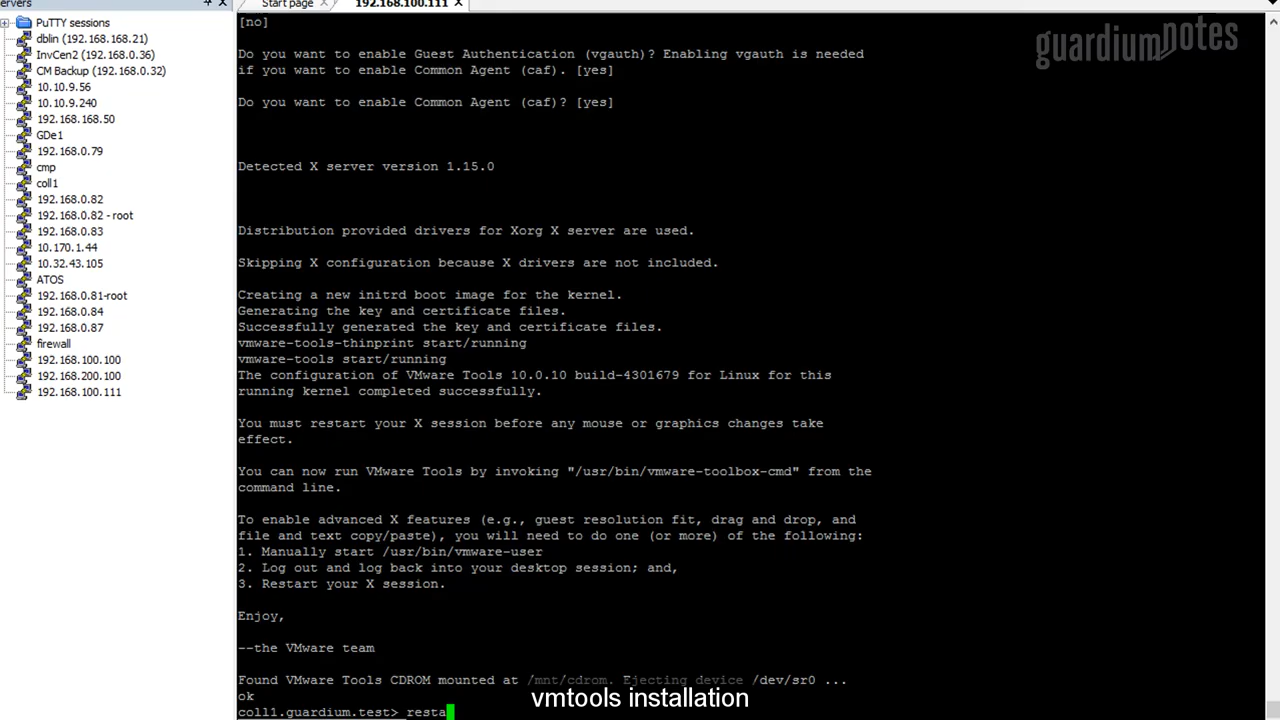 ervers
Start page
192.168.100.111
PuTTY sessions
dblin (192.168.168.21)
InvCen2 (192.168.0.36)
CM Backup (192.168.0.32)
10.10.9.56
10.10.9.240
192.168.168.50
GDe1
192.168.0.79
cmp
coll1
192.168.0.82
192.168.0.82 - root
192.168.0.83
10.170.1.44
10.32.43.105
ATOS
192.168.0.81-root
192.168.0.84
192.168.0.87
firewall
192.168.100.100
192.168.200.100
192.168.100.111
guardiumnotes
[no]
Do you want to enable Guest Authentication (vgauth)? Enabling vgauth is needed
if you want to enable Common Agent (caf). [yes]
Do you want to enable Common Agent (caf)? [yes]
Detected X server version 1.15.0
Distribution provided drivers for Xorg X server are used.
Skipping X configuration because X drivers are not included.
Creating a new initrd boot image for the kernel.
Generating the key and certificate files.
Successfully generated the key and certificate files.
vmware-tools-thinprint start/running
vmware-tools start/running
The configuration of VMware Tools 10.0.10 build-4301679 for Linux for this
running kernel completed successfully.
You must restart your X session before any mouse or graphics changes take
effect.
You can now run VMware Tools by invoking "/usr/bin/vmware-toolbox-cmd" from the
command line.
To enable advanced X features (e.g., guest resolution fit, drag and drop, and
file and text copy/paste), you will need to do one (or more) of the following:
1. Manually start /usr/bin/vmware-user
2. Log out and log back into your desktop session; and,
3. Restart your X session.
Enjoy,
--the VMware team
Found VMware Tools CDROM mounted at /mnt/cdrom. Ejecting device /dev/sr0 ...
ok
coll1.guardium.test> resta
vmtools installation